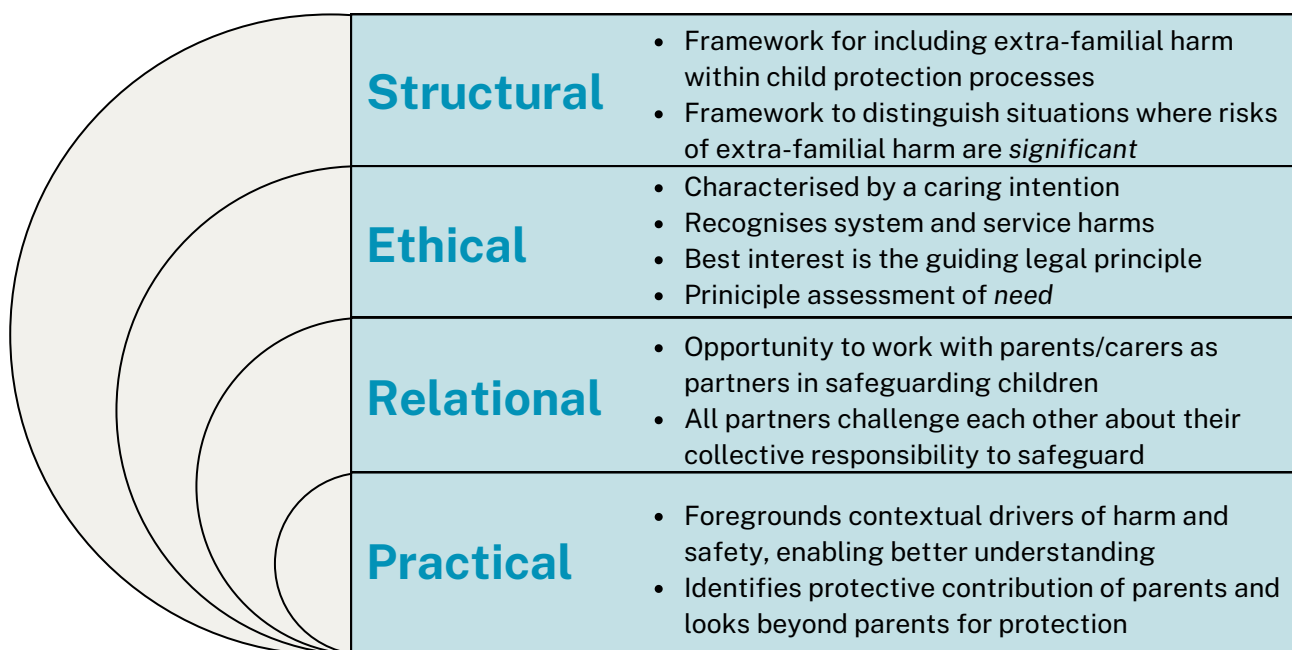 Structural
• Framework for including extra-familial harm
within child protection processes
• Framework to distinguish situations where risks
of extra-familial harm are significant
Ethical
• Characterised by a caring intention
• Recognises system and service harms
• Best interest is the guiding legal principle
• Priniciple assessment of need
Relational
• Opportunity to work with parents/carers as
partners in safeguarding children
• All partners challenge each other about their
collective responsibility to safeguard
Practical
• Foregrounds contextual drivers of harm and
safety, enabling better understanding
• Identifies protective contribution of parents and
looks beyond parents for protection